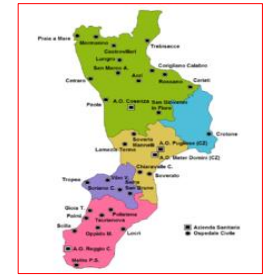 Praia a Mare
Mormanno
Trebisacce
Castrovillari
Lungro
San Marco A.
Corigliano Calabro
Acri
Rossano
Cetraro
Cariati
Paola
A.O. Cosenza
San Giovanni
in Fiore
Soveria
Mannelli
Crotone
A.O. Pugliese (CZ)
Lamezia Terme
A.O. Mater Domini (CZ)
Chiaravalle C.
Tropea
Vibo V.
Soverato
Serra
San Bruno
Soriano C.
Gioia T.
Palmi
Polistena
Taurianova
Scilla
Oppido M.
Locri
Azienda Sanitaria
Ospedale Civile
A.O. Reggio C.
Melito P.S.